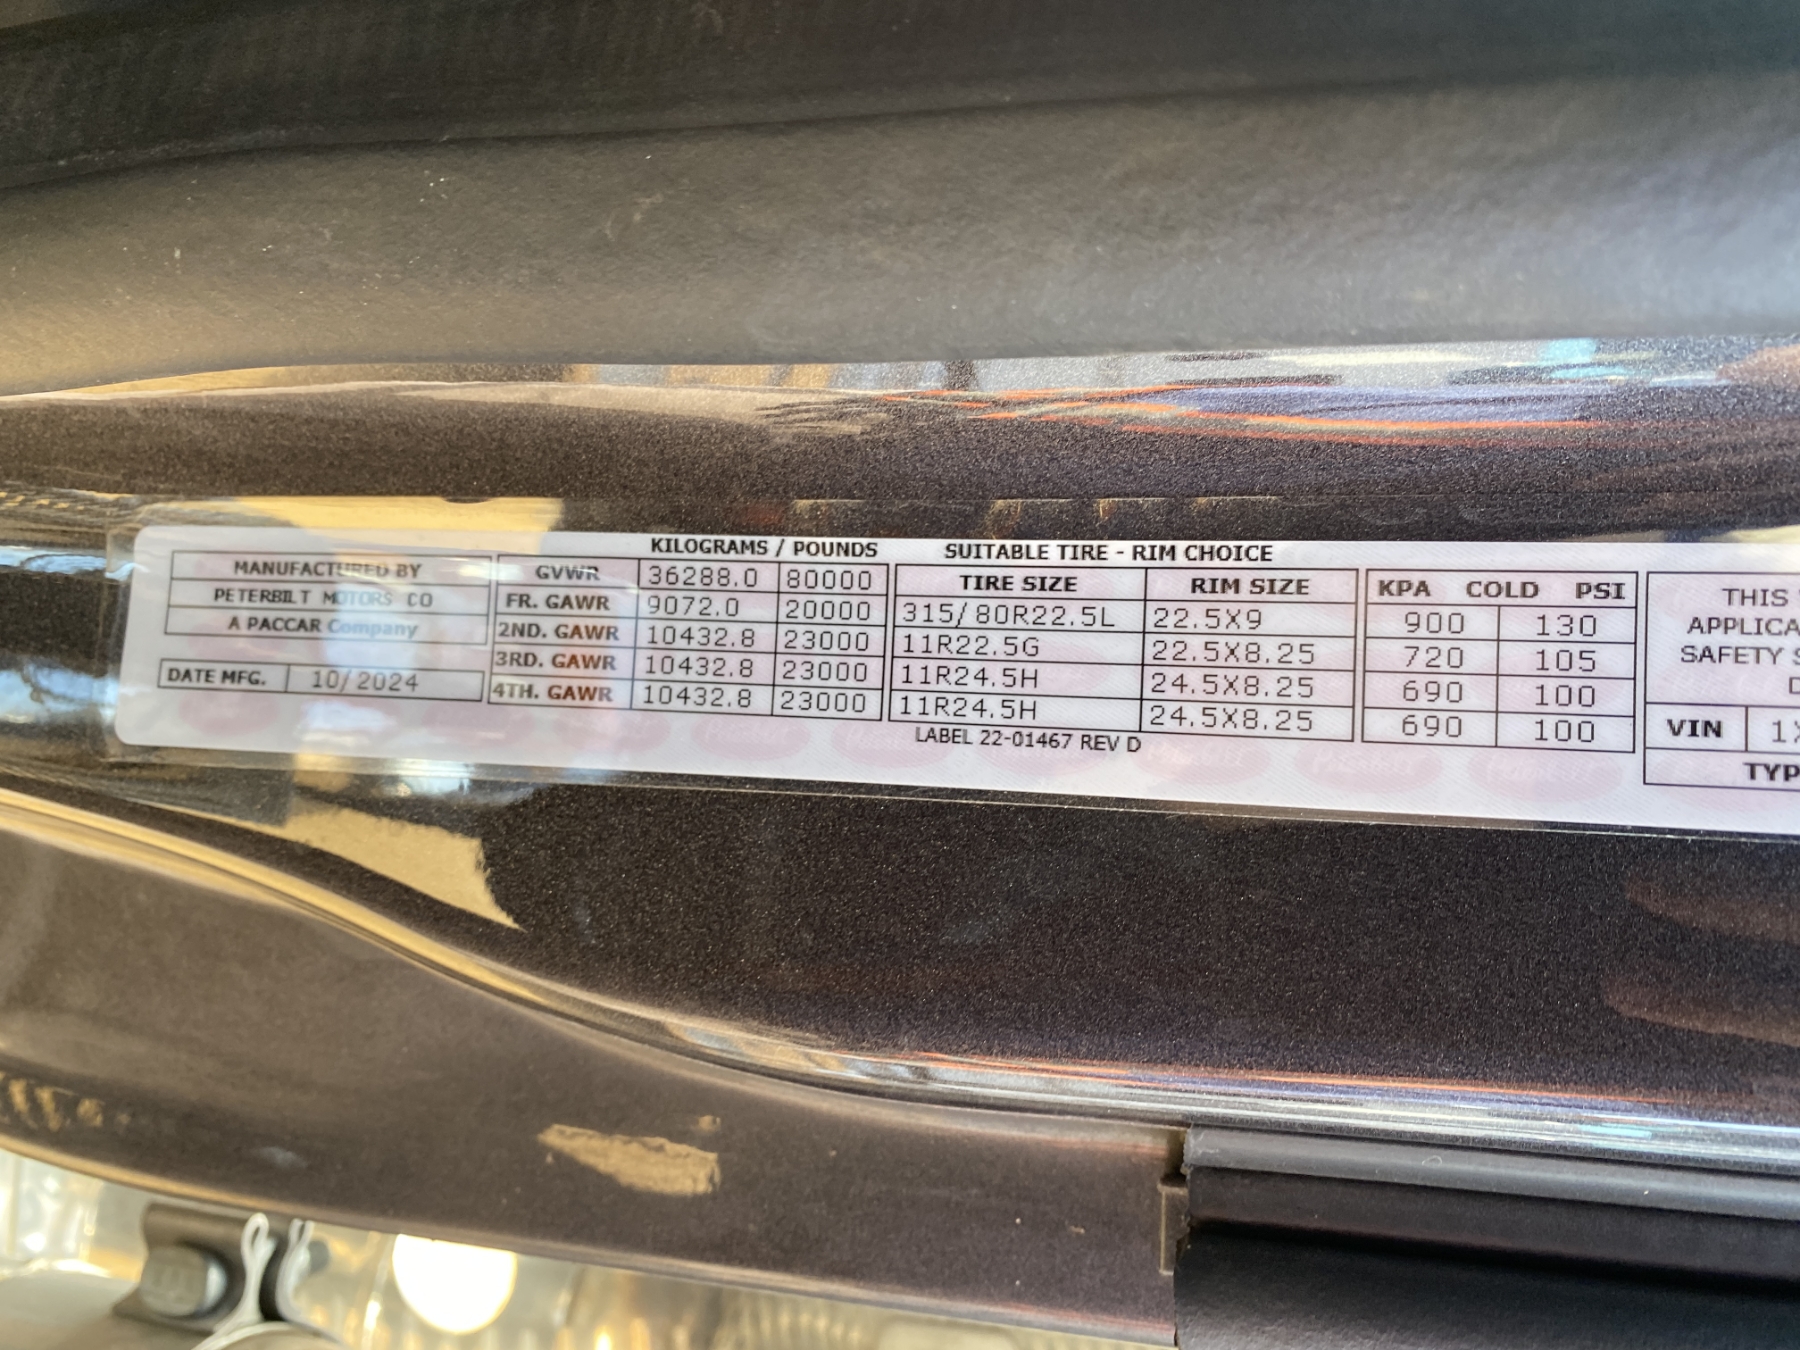 KILOGRAMS / POUNDS SUITABLE TIRE - RIM CHOICE
MANUFACTURED BY
PETERBILT MOTORS CO
A PACCAR Company
DATE MFG. 10/2024
GVWR 36288.0 80000
FR. GAWR 9072.0 20000
2ND. GAWR 10432.8 23000
3RD. GAWR 10432.8 23000
4TH. GAWR 10432.8 23000
TIRE SIZE RIM SIZE
315/80R22.5L 22.5X9
11R22.5G 22.5X8.25
11R24.5H 24.5X8.25
11R24.5H 24.5X8.25
KPA COLD PSI
900 130
720 105
690 100
690 100
LABEL 22-01467 REV D
THIS
APPLICA
SAFETY S
D
VIN 1X
TYP